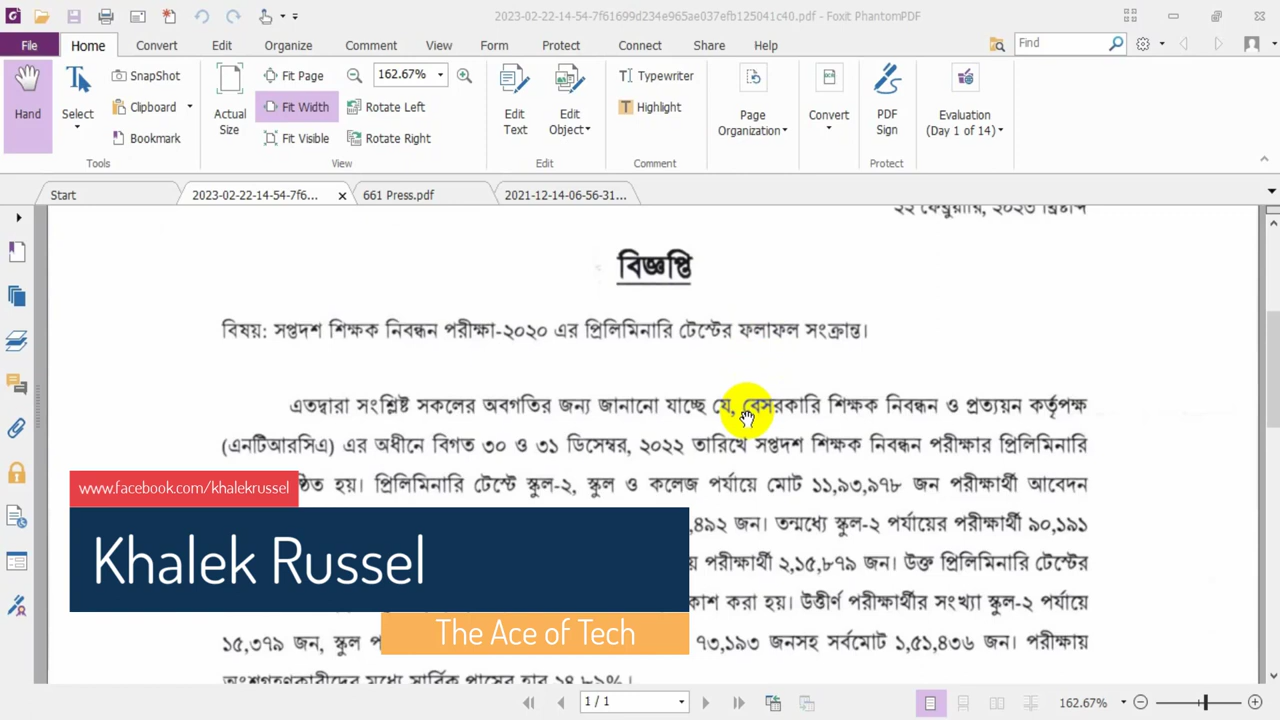 2023-02-22-14-54-7f61699d234e965ae037efb125041c40.pdf - Foxit PhantomPDF
File Home Convert Edit Organize Comment View Form Protect Connect Share Help Find
Hand
Select
SnapShot
Clipboard
Bookmark
Actual Size
Fit Page
Fit Width
Fit Visible
162.67%
Rotate Left
Rotate Right
Edit Text
Edit Object
Typewriter
Highlight
Page Organization
Convert
PDF Sign
Evaluation (Day 1 of 14)
Tools View Edit Comment Protect
Start 2023-02-22-14-54-7f6... 661 Press.pdf 2021-12-14-06-56-31...
২২ ফেব্রুয়ারি, ২০২৩ খ্রিষ্টাব্দ
বিজ্ঞপ্তি
বিষয়: সপ্তদশ শিক্ষক নিবন্ধন পরীক্ষা-২০২০ এর প্রিলিমিনারি টেস্টের ফলাফল সংক্রান্ত।
এতদ্বারা সংশ্লিষ্ট সকলের অবগতির জন্য জানানো যাচ্ছে যে, বেসরকারি শিক্ষক নিবন্ধন ও প্রত্যয়ন কর্তৃপক্ষ
(এনটিআরসিএ) এর অধীনে বিগত ৩০ ও ৩১ ডিসেম্বর, ২০২২ তারিখে সপ্তদশ শিক্ষক নিবন্ধন পরীক্ষার প্রিলিমিনারি
ষ্ঠিত হয়। প্রিলিমিনারি টেস্টে স্কুল-২, স্কুল ও কলেজ পর্যায়ে মোট ১১,৯৩,৯৭৮ জন পরীক্ষার্থী আবেদন
www.facebook.com/khalekrussel
,৪৯২ জন। তন্মধ্যে স্কুল-২ পর্যায়ের পরীক্ষার্থী ৯০,১৯১
Khalek Russel
পরীক্ষার্থী ২,১৫,৮৭৯ জন। উক্ত প্রিলিমিনারি টেস্টের
কাশ করা হয়। উত্তীর্ণ পরীক্ষার্থীর সংখ্যা স্কুল-২ পর্যায়ে
The Ace of Tech
১৫,৩৭৯ জন, স্কুল প ৭৩,১৯৩ জনসহ সর্বমোট ১,৫১,৪৩৬ জন। পরীক্ষায়
অংশগ্রহণকারীদের মধ্যে সার্বিক পাসের হার ২৪.৮৯%।
1 / 1
162.67%